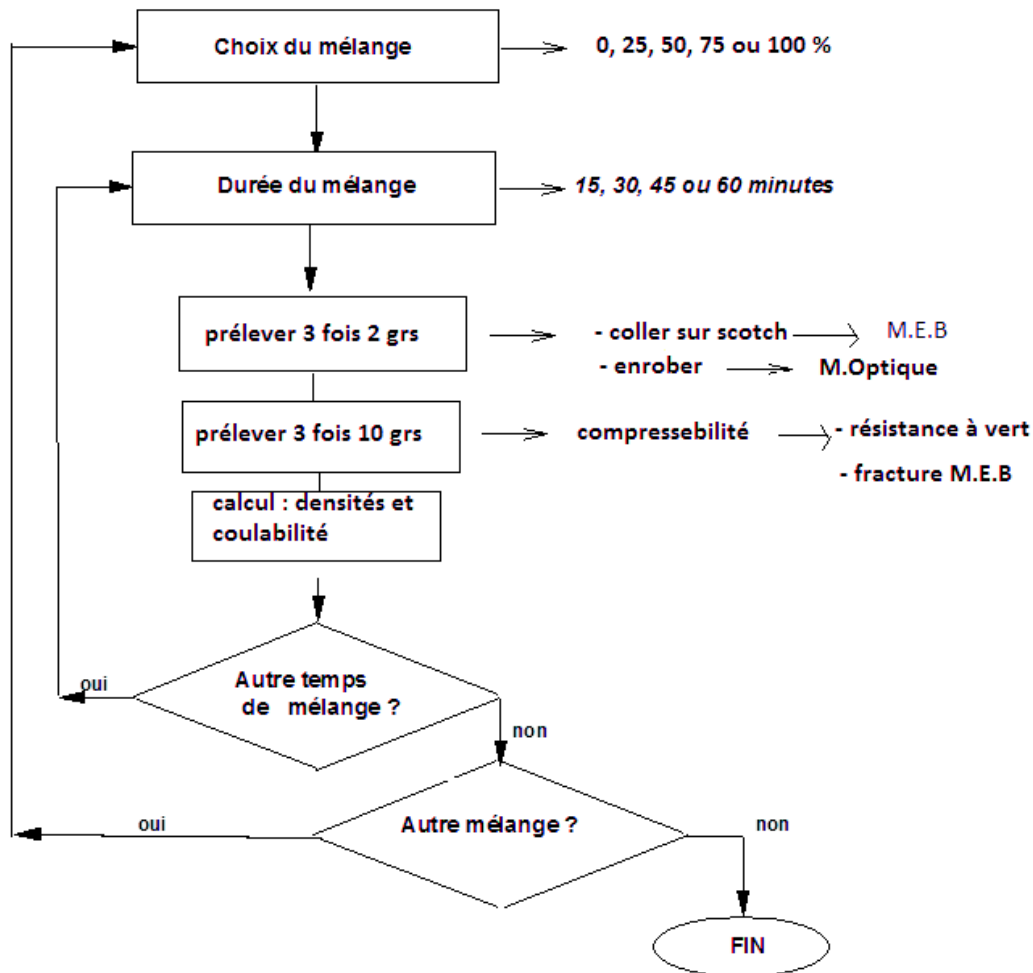 Choix du mélange
0, 25, 50, 75 ou 100 %
Durée du mélange
15, 30, 45 ou 60 minutes
prélever 3 fois 2 grs
- coller sur scotch
M.E.B
- enrober
M.Optique
prélever 3 fois 10 grs
compressebilité
- résistance à vert
- fracture M.E.B
calcul : densités et
coulabilité
Autre temps
de mélange ?
oui
non
Autre mélange ?
oui
non
FIN